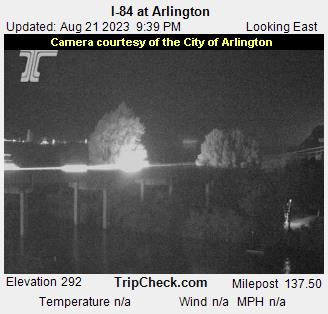 I-84 at Arlington
Updated: Aug 21 2023 9:39 PM Looking East
Camera courtesy of the City of Arlington
Elevation 292 TripCheck.com Milepost 137.50
Temperature n/a Wind n/a MPH n/a